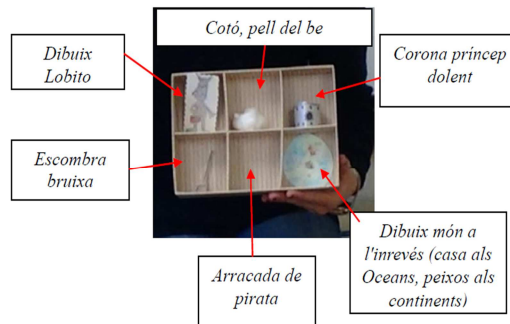 Dibuix
Lobito
Cotó, pell del be
Corona príncep
dolent
Escombra
bruixa
Arracada de
pirata
Dibuix món a
l'inrevés (casa als
Oceans, peixos als
continents)